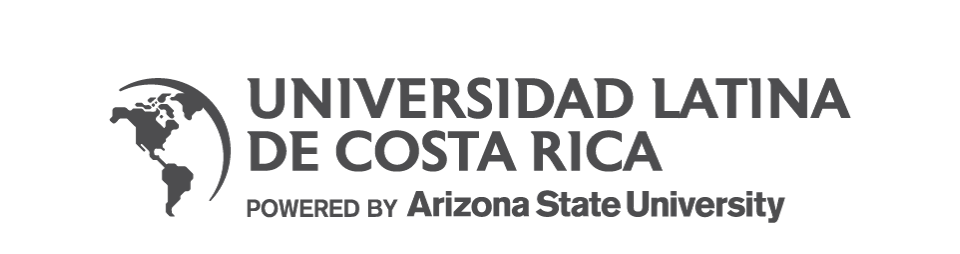 UNIVERSIDAD LATINA
DE COSTA RICA
POWERED BY Arizona State University